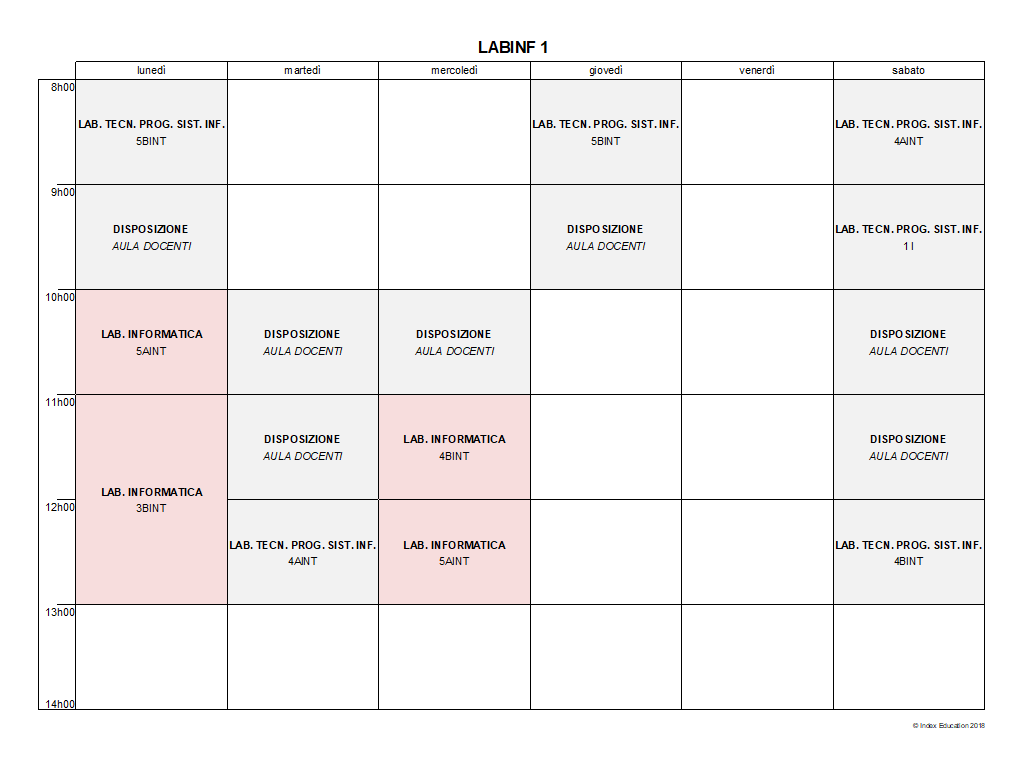 LABINF 1
lunedì martedì mercoledì giovedì venerdì sabato
8h00
LAB. TECN. PROG. SIST. INF. LAB. TECN. PROG. SIST. INF. LAB. TECN. PROG. SIST. INF.
5BINT 5BINT 4AINT
9h00
DISPOSIZIONE DISPOSIZIONE LAB. TECN. PROG. SIST. INF.
AULA DOCENTI AULA DOCENTI 1 I
10h00
LAB. INFORMATICA DISPOSIZIONE DISPOSIZIONE DISPOSIZIONE
5AINT AULA DOCENTI AULA DOCENTI AULA DOCENTI
11h00
DISPOSIZIONE LAB. INFORMATICA DISPOSIZIONE
AULA DOCENTI 4BINT AULA DOCENTI
LAB. INFORMATICA
3BINT
12h00
LAB. TECN. PROG. SIST. INF. LAB. INFORMATICA LAB. TECN. PROG. SIST. INF.
4AINT 5AINT 4BINT
13h00
14h00
© Index Education 2018